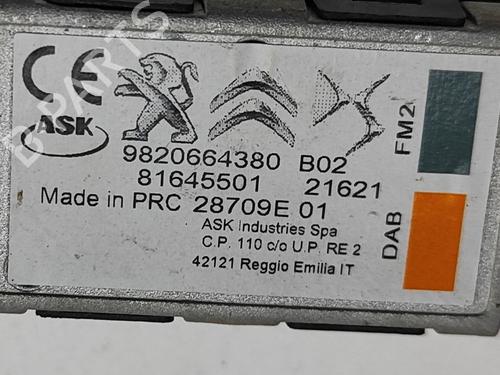 CE
ASK
9820664380 B02
81645501 21621
Made in PRC 28709E 01
ASK Industries Spa
C.P. 110 c/o U.P. RE 2
42121 Reggio Emilia IT
FM2
DAB
B-PARTS